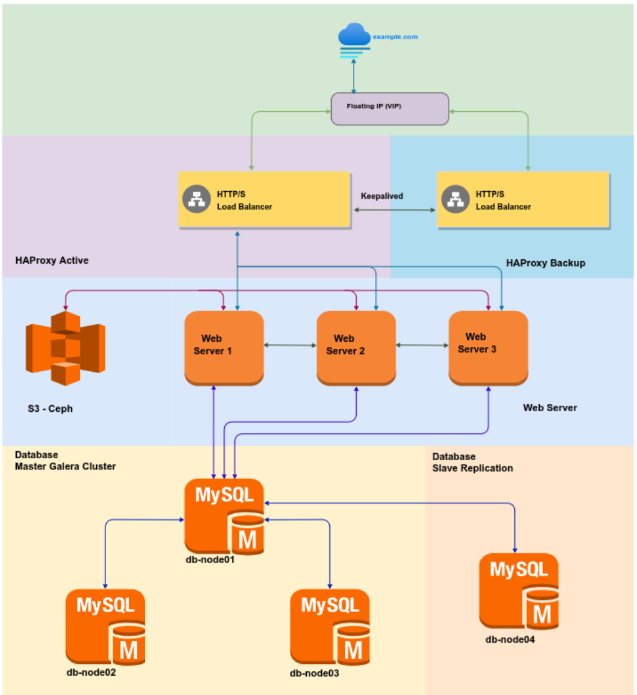 example.com
Floating IP (VIP)
HTTP/S
Load Balancer
Keepalived
HTTP/S
Load Balancer
HAProxy Active
HAProxy Backup
Web
Server 1
Web
Server 2
Web
Server 3
S3 - Ceph
Web Server
Database
Master Galera Cluster
Database
Slave Replication
MySQL
M
db-node01
MySQL
M
db-node02
MySQL
M
db-node03
MySQL
M
db-node04